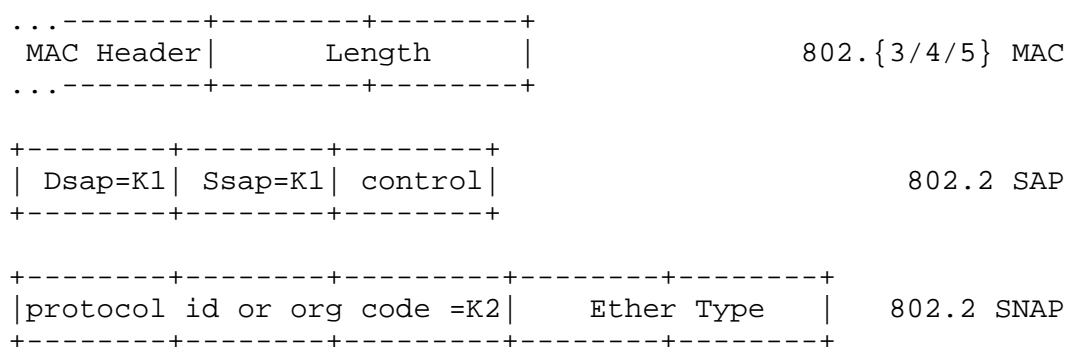 ...--------+--------+--------+
 MAC Header|      Length     |                 802.{3/4/5} MAC
...--------+--------+--------+
+--------+--------+--------+
| Dsap=K1| Ssap=K1| control|                         802.2 SAP
+--------+--------+--------+
+--------+--------+---------+--------+--------+
|protocol id or org code =K2|    Ether Type   |   802.2 SNAP
+--------+--------+---------+--------+--------+